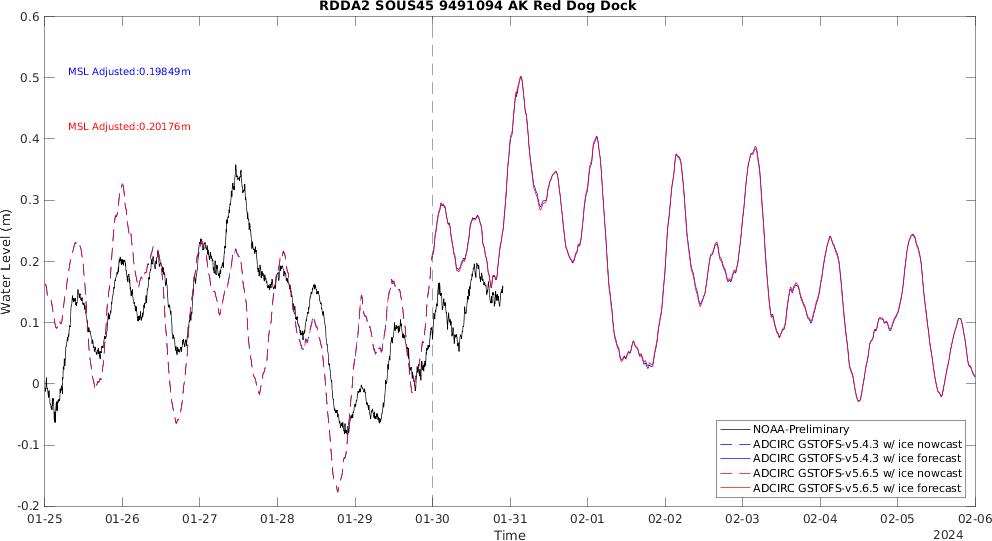 RDDA2 SOUS45 9491094 AK Red Dog Dock
0.6
0.5
0.4
0.3
0.2
0.1
0
-0.1
-0.2
Water Level (m)
MSL Adjusted:0.19849m
MSL Adjusted:0.20176m
NOAA-Preliminary
ADCIRC GSTOFS-v5.4.3 w/ ice nowcast
ADCIRC GSTOFS-v5.4.3 w/ ice forecast
ADCIRC GSTOFS-v5.6.5 w/ ice nowcast
ADCIRC GSTOFS-v5.6.5 w/ ice forecast
01-25 01-26 01-27 01-28 01-29 01-30 01-31 02-01 02-02 02-03 02-04 02-05 02-06
Time
2024